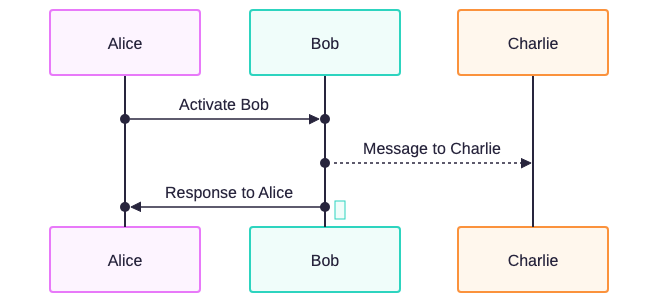 Alice
Bob
Charlie
Activate Bob
Message to Charlie
Response to Alice
Alice
Bob
Charlie